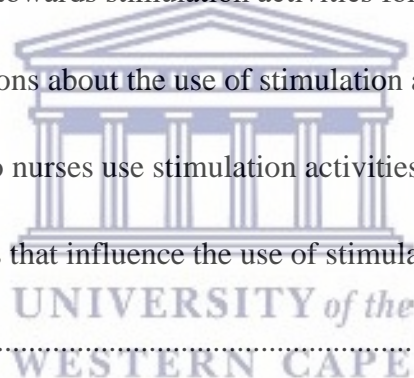 towards stimulation activities for
ons about the use of stimulation a
nurses use stimulation activities
that influence the use of stimula
UNIVERSITY of the
..........................................................
WESTERN CAPE